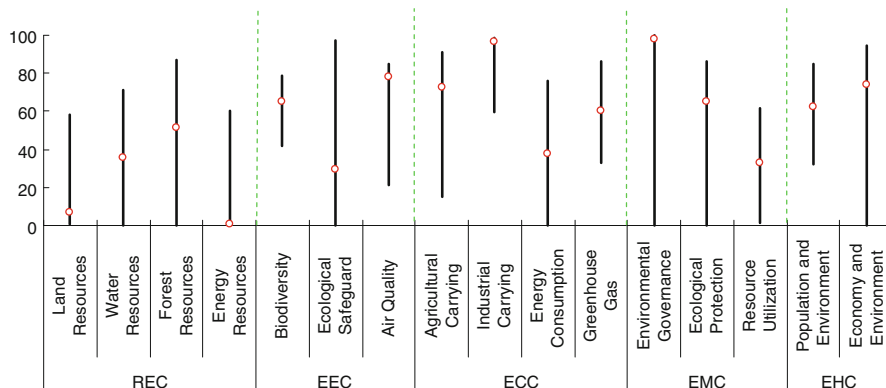 100
80
60
40
20
0
Land
Resources
Water
Resources
Forest
Resources
Energy
Resources
Biodiversity
Ecological
Safeguard
Air Quality
Agricultural
Carrying
Industrial
Carrying
Energy
Consumption
Greenhouse
Gas
Environmental
Governance
Ecological
Protection
Resource
Utilization
Population and
Environment
Economy and
Environment
REC
EEC
ECC
EMC
EHC